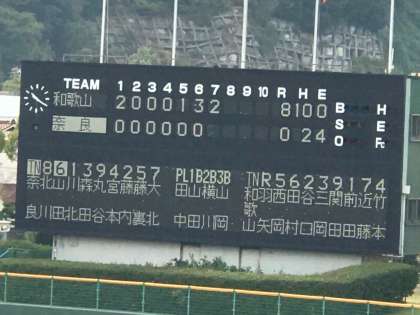 TEAM 1 2 3 4 5 6 7 8 9 10 R H E
和歌山 2 0 0 0 1 3 2 8 10 0
奈良 0 0 0 0 0 0 0 2 4
B
S
O
H
E
Fc
TN 8 6 1 3 9 4 2 5 7 PL 1B 2B 3B TN R 5 6 2 3 9 1 7 4
奈北山川森丸宮藤藤大 田山横山 和羽西田谷三関前近竹
歌
良川田北田谷本内裏北 中田川岡 山矢岡村口岡田田藤本